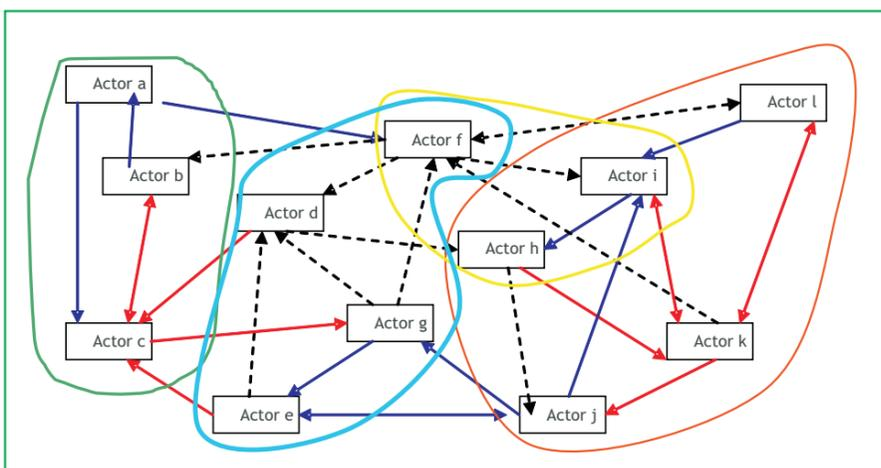 Actor a
Actor l
Actor f
Actor b
Actor i
Actor d
Actor h
Actor g
Actor c
Actor k
Actor e
Actor j